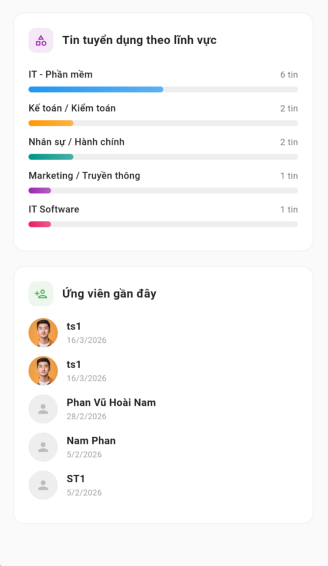 Tin tuyển dụng theo lĩnh vực
IT - Phần mềm 6 tin
Kế toán / Kiểm toán 2 tin
Nhân sự / Hành chính 2 tin
Marketing / Truyền thông 1 tin
IT Software 1 tin
Ứng viên gần đây
ts1
16/3/2026
ts1
16/3/2026
Phan Vũ Hoài Nam
28/2/2026
Nam Phan
5/2/2026
ST1
5/2/2026